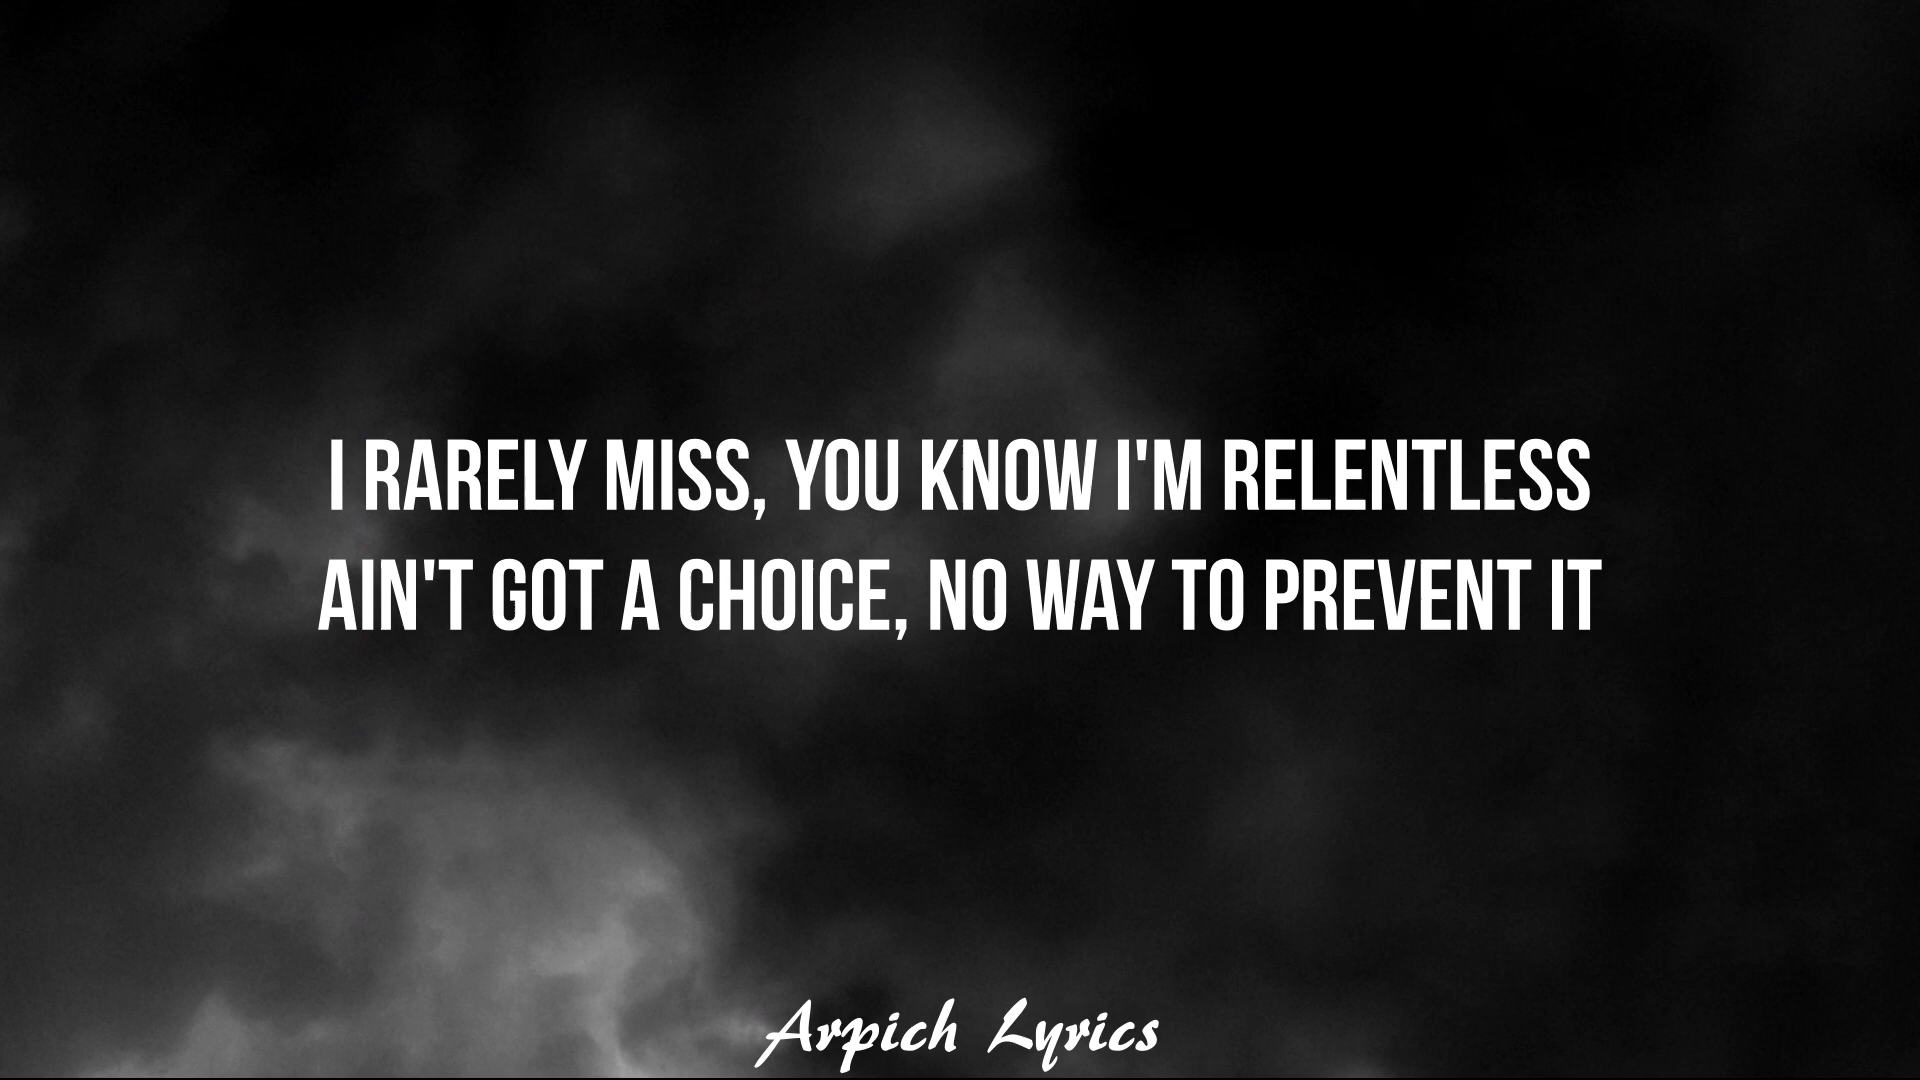 I RARELY MISS, YOU KNOW I'M RELENTLESS
AIN'T GOT A CHOICE, NO WAY TO PREVENT IT
Arpich Lyrics